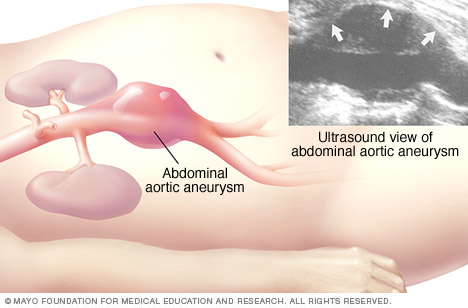 Ultrasound view of
abdominal aortic aneurysm
Abdominal
aortic aneurysm
© MAYO FOUNDATION FOR MEDICAL EDUCATION AND RESEARCH. ALL RIGHTS RESERVED.